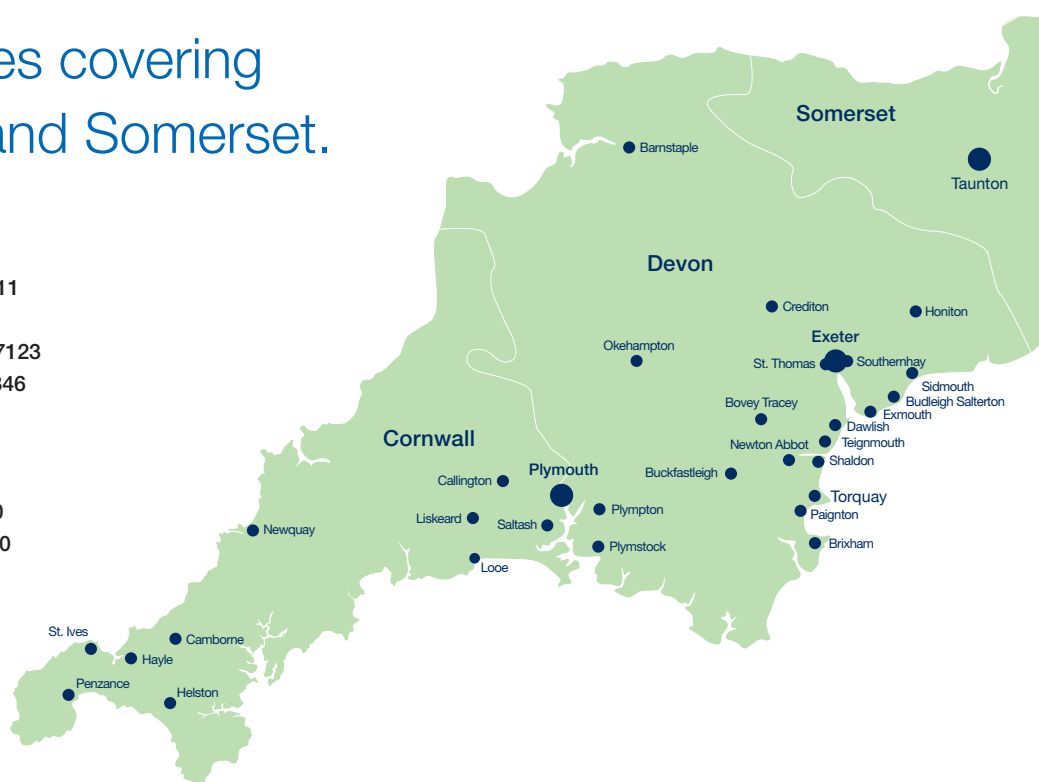 es covering
and Somerset.
11
7123
346
0
0
Somerset
Barnstaple
Taunton
Devon
Crediton
Honiton
Exeter
Okehampton
St. Thomas
Southernhay
Sidmouth
Budleigh Salterton
Bovey Tracey
Exmouth
Dawlish
Cornwall
Newton Abbot
Teignmouth
Shaldon
Plymouth
Buckfastleigh
Callington
Torquay
Plympton
Paignton
Liskeard
Saltash
Newquay
Brixham
Plymstock
Looe
St. Ives
Camborne
Hayle
Penzance
Helston